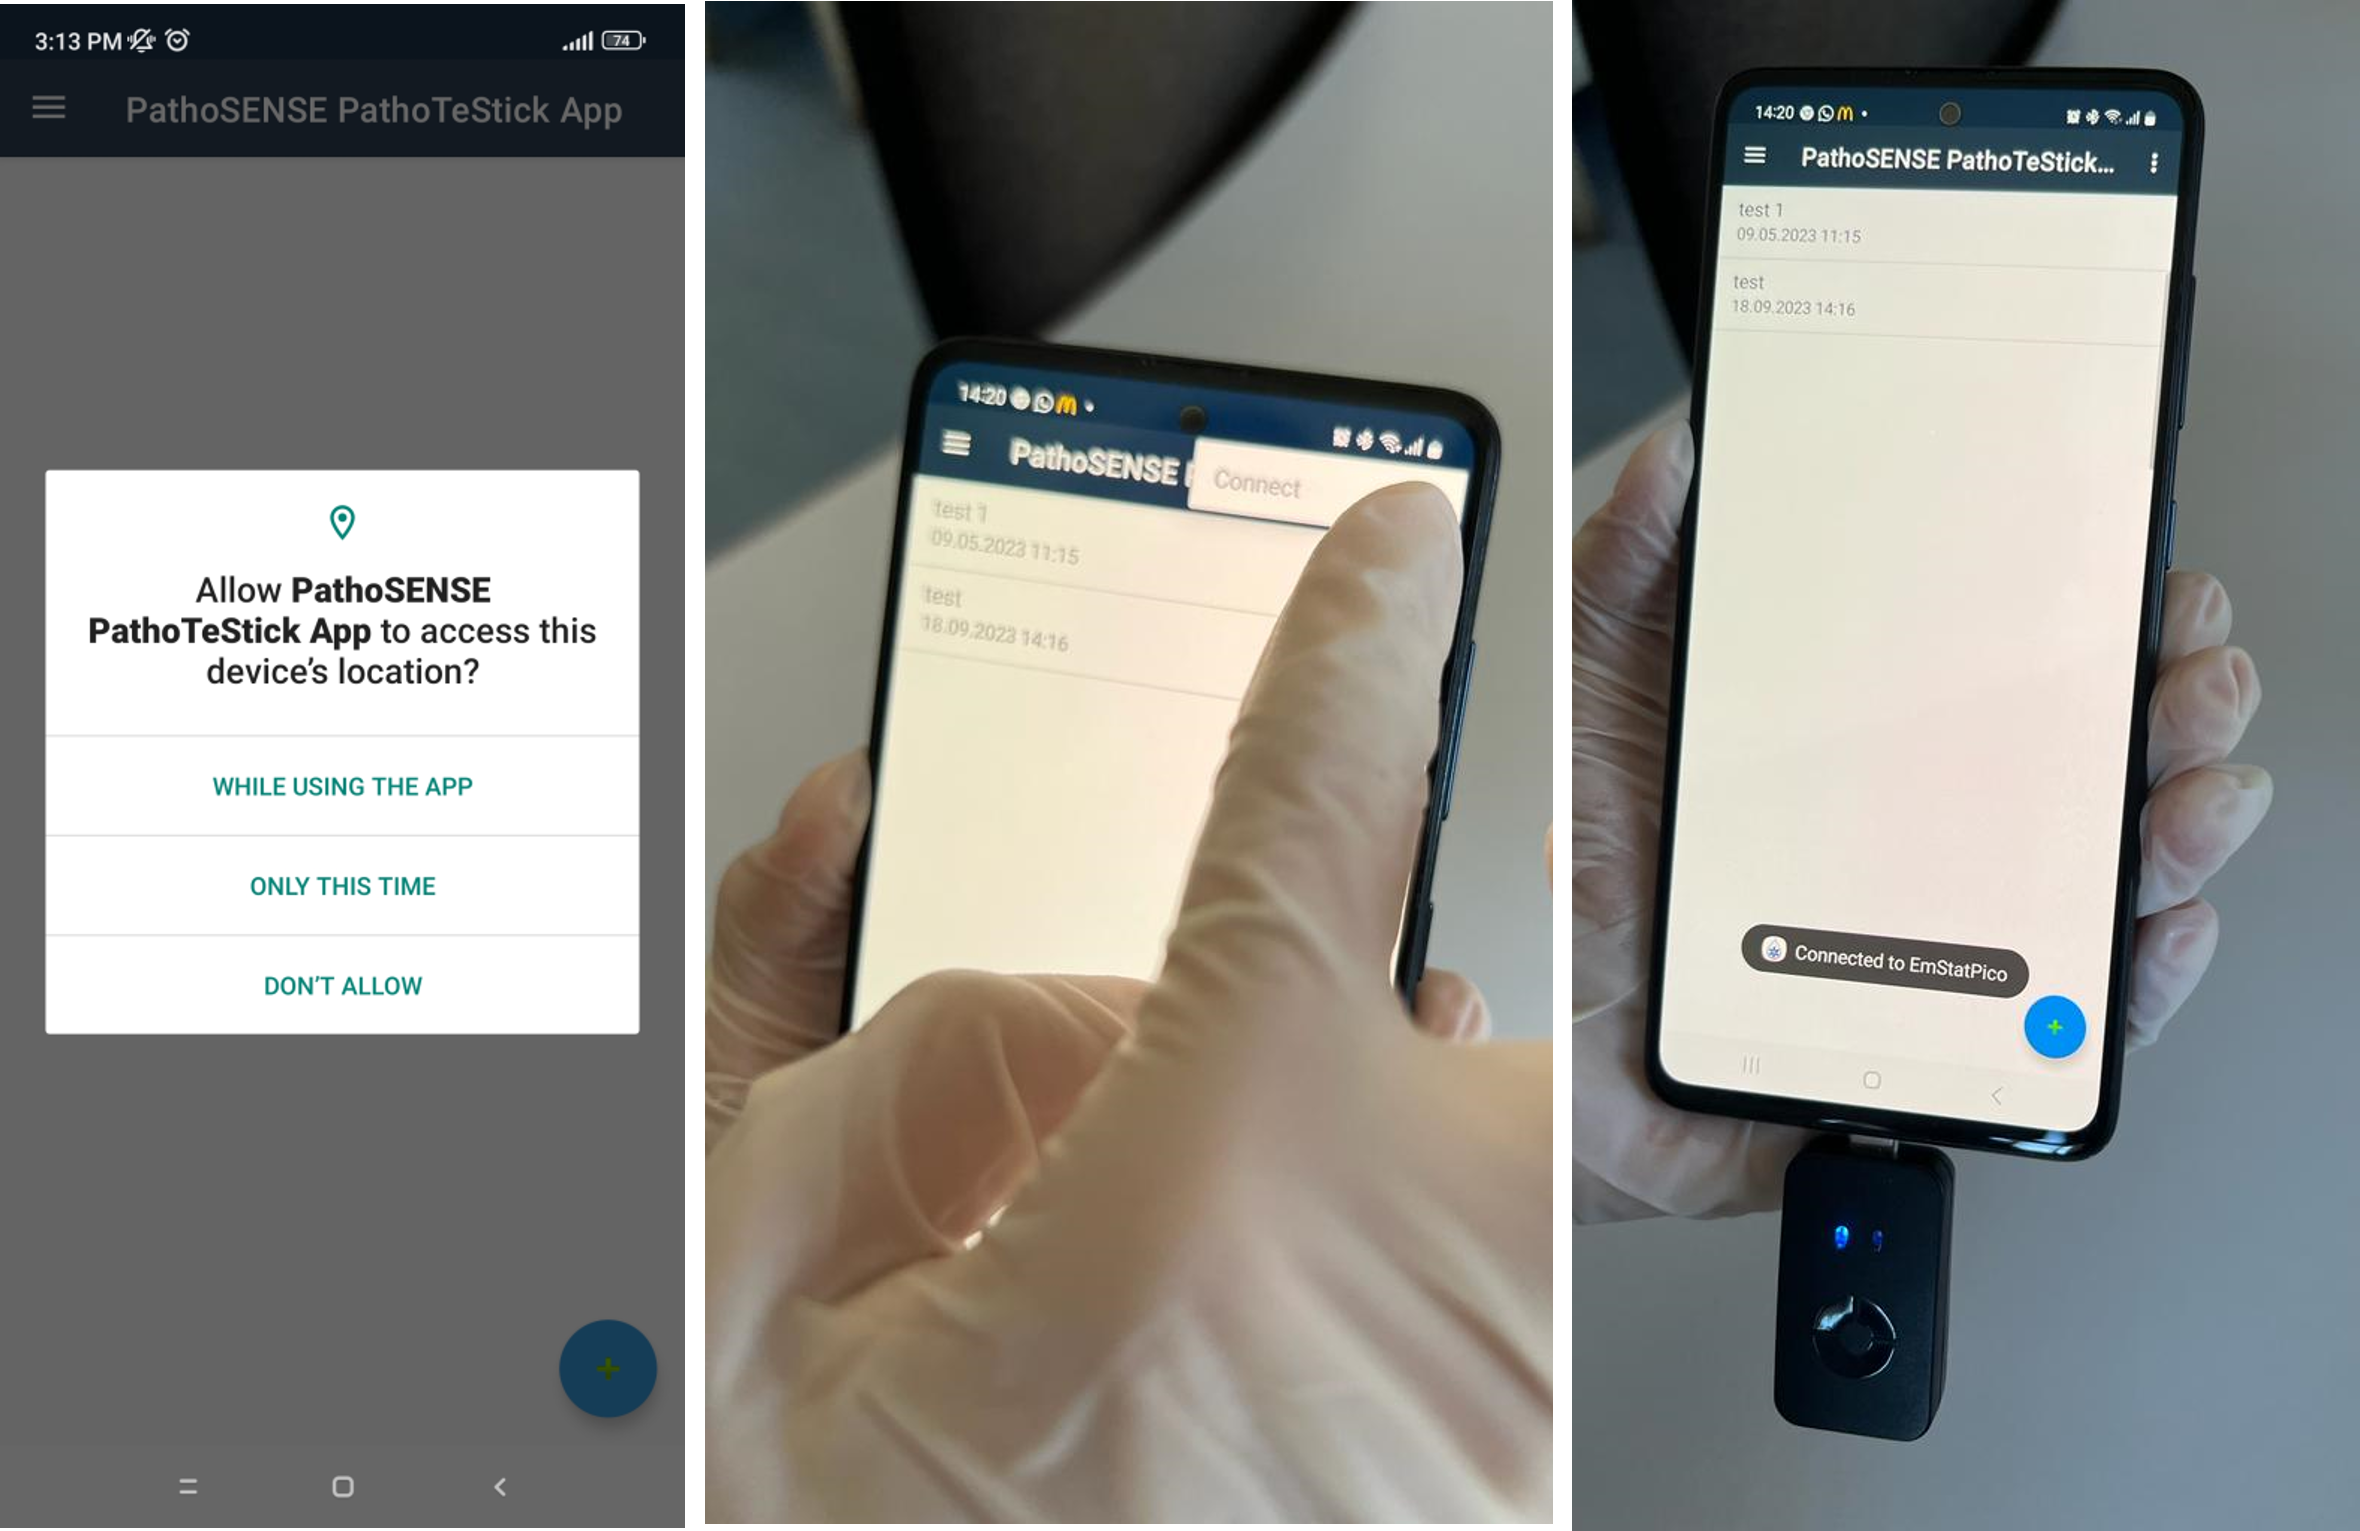 3:13 PM
74
PathoSENSE PathoTeStick App
Allow PathoSENSE
PathoTeStick App to access this
device's location?
WHILE USING THE APP
ONLY THIS TIME
DON'T ALLOW
14:20
PathoSENSE
Connect
test 1
09.05.2023 11:15
test
18.09.2023 14:16
14:20
PathoSENSE PathoTeStick...
test 1
09.05.2023 11:15
test
18.09.2023 14:16
Connected to EmStatPico